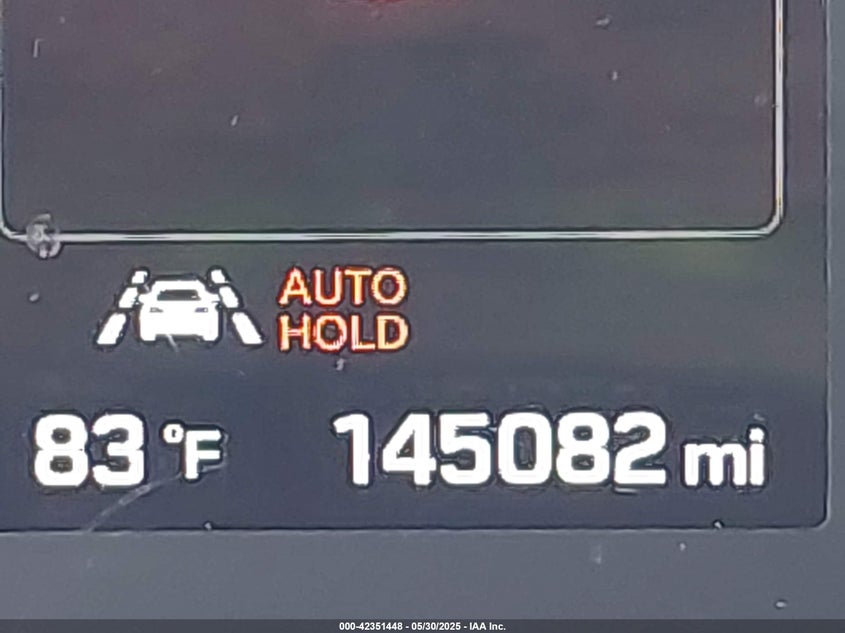 AUTO
HOLD
83 °F 145082 mi
000-42351448 - 05/30/2025 - IAA Inc.